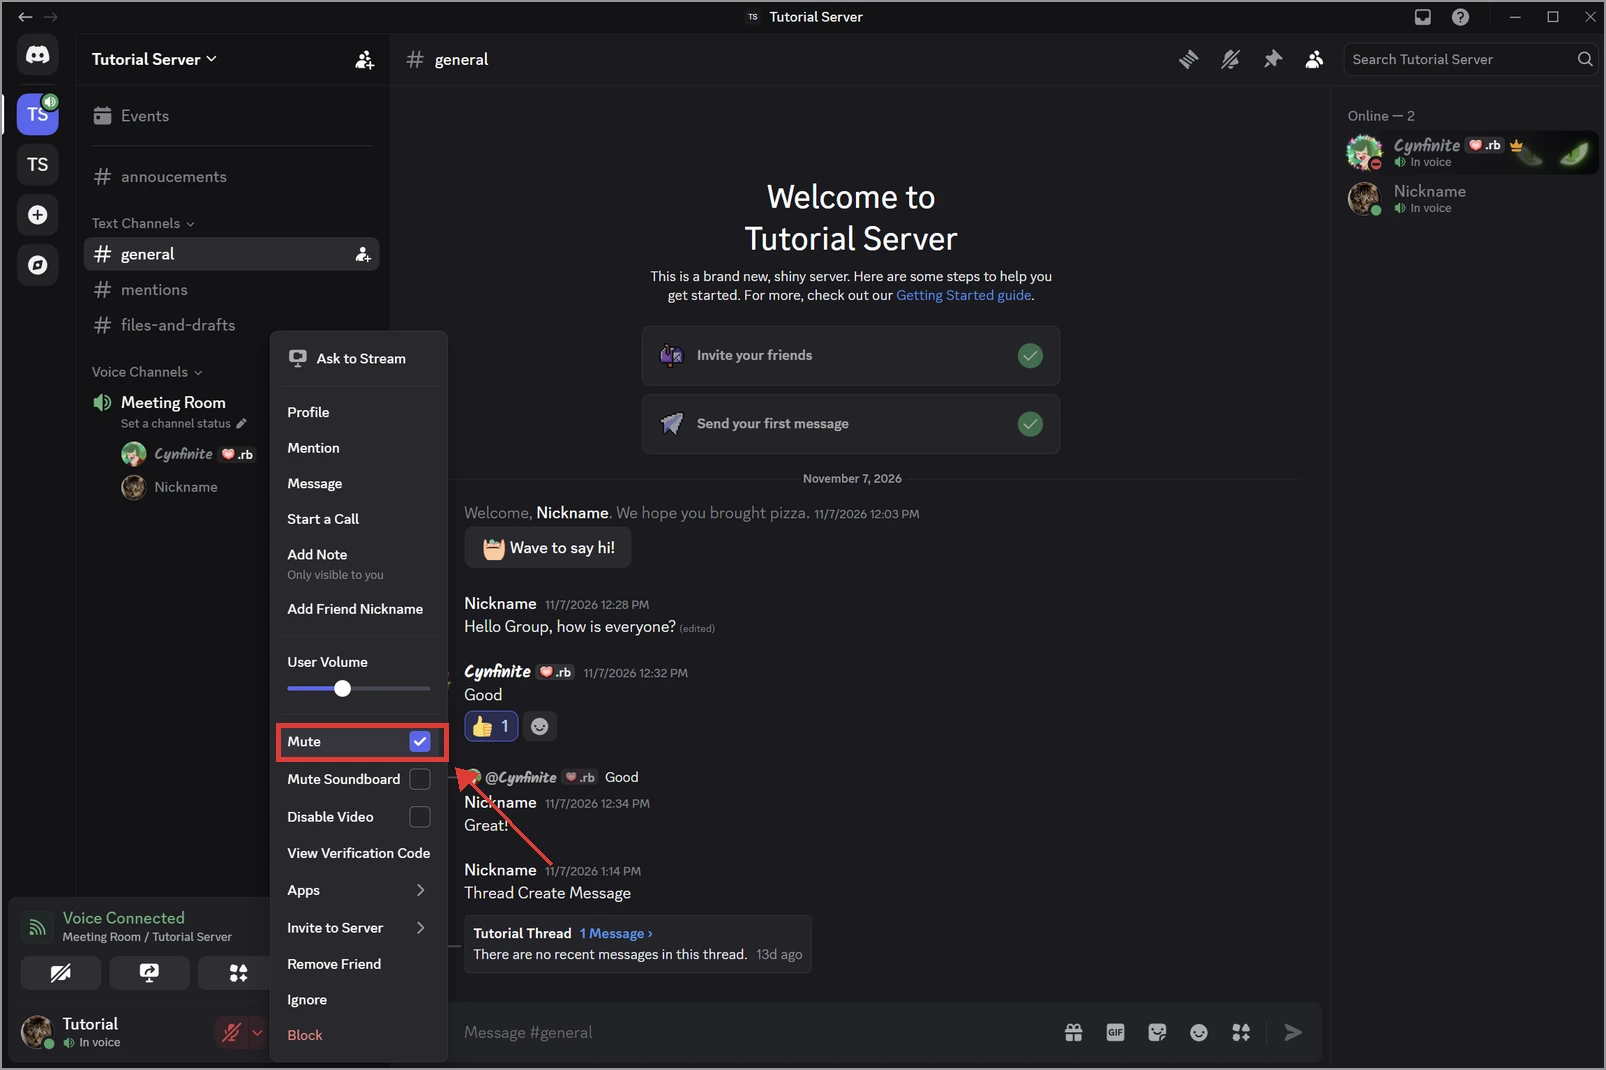 TS Tutorial Server
TS
TS
Tutorial Server
Events
annoucements
Text Channels
general
mentions
files-and-drafts
Voice Channels
Meeting Room
Set a channel status
Cynfinite .rb
Nickname
Voice Connected
Meeting Room / Tutorial Server
Tutorial
In voice
Ask to Stream
Profile
Mention
Message
Start a Call
Add Note
Only visible to you
Add Friend Nickname
User Volume
Mute
Mute Soundboard
Disable Video
View Verification Code
Apps
Invite to Server
Remove Friend
Ignore
Block
# general
Search Tutorial Server
Welcome to
Tutorial Server
This is a brand new, shiny server. Here are some steps to help you
get started. For more, check out our Getting Started guide.
Invite your friends
Send your first message
November 7, 2026
Welcome, Nickname. We hope you brought pizza. 11/7/2026 12:03 PM
Wave to say hi!
Nickname 11/7/2026 12:28 PM
Hello Group, how is everyone? (edited)
Cynfinite .rb 11/7/2026 12:32 PM
Good
1
@Cynfinite .rb Good
Nickname 11/7/2026 12:34 PM
Great!
Nickname 11/7/2026 1:14 PM
Thread Create Message
Tutorial Thread 1 Message ›
There are no recent messages in this thread. 13d ago
Message #general
GIF
Online — 2
Cynfinite .rb
In voice
Nickname
In voice